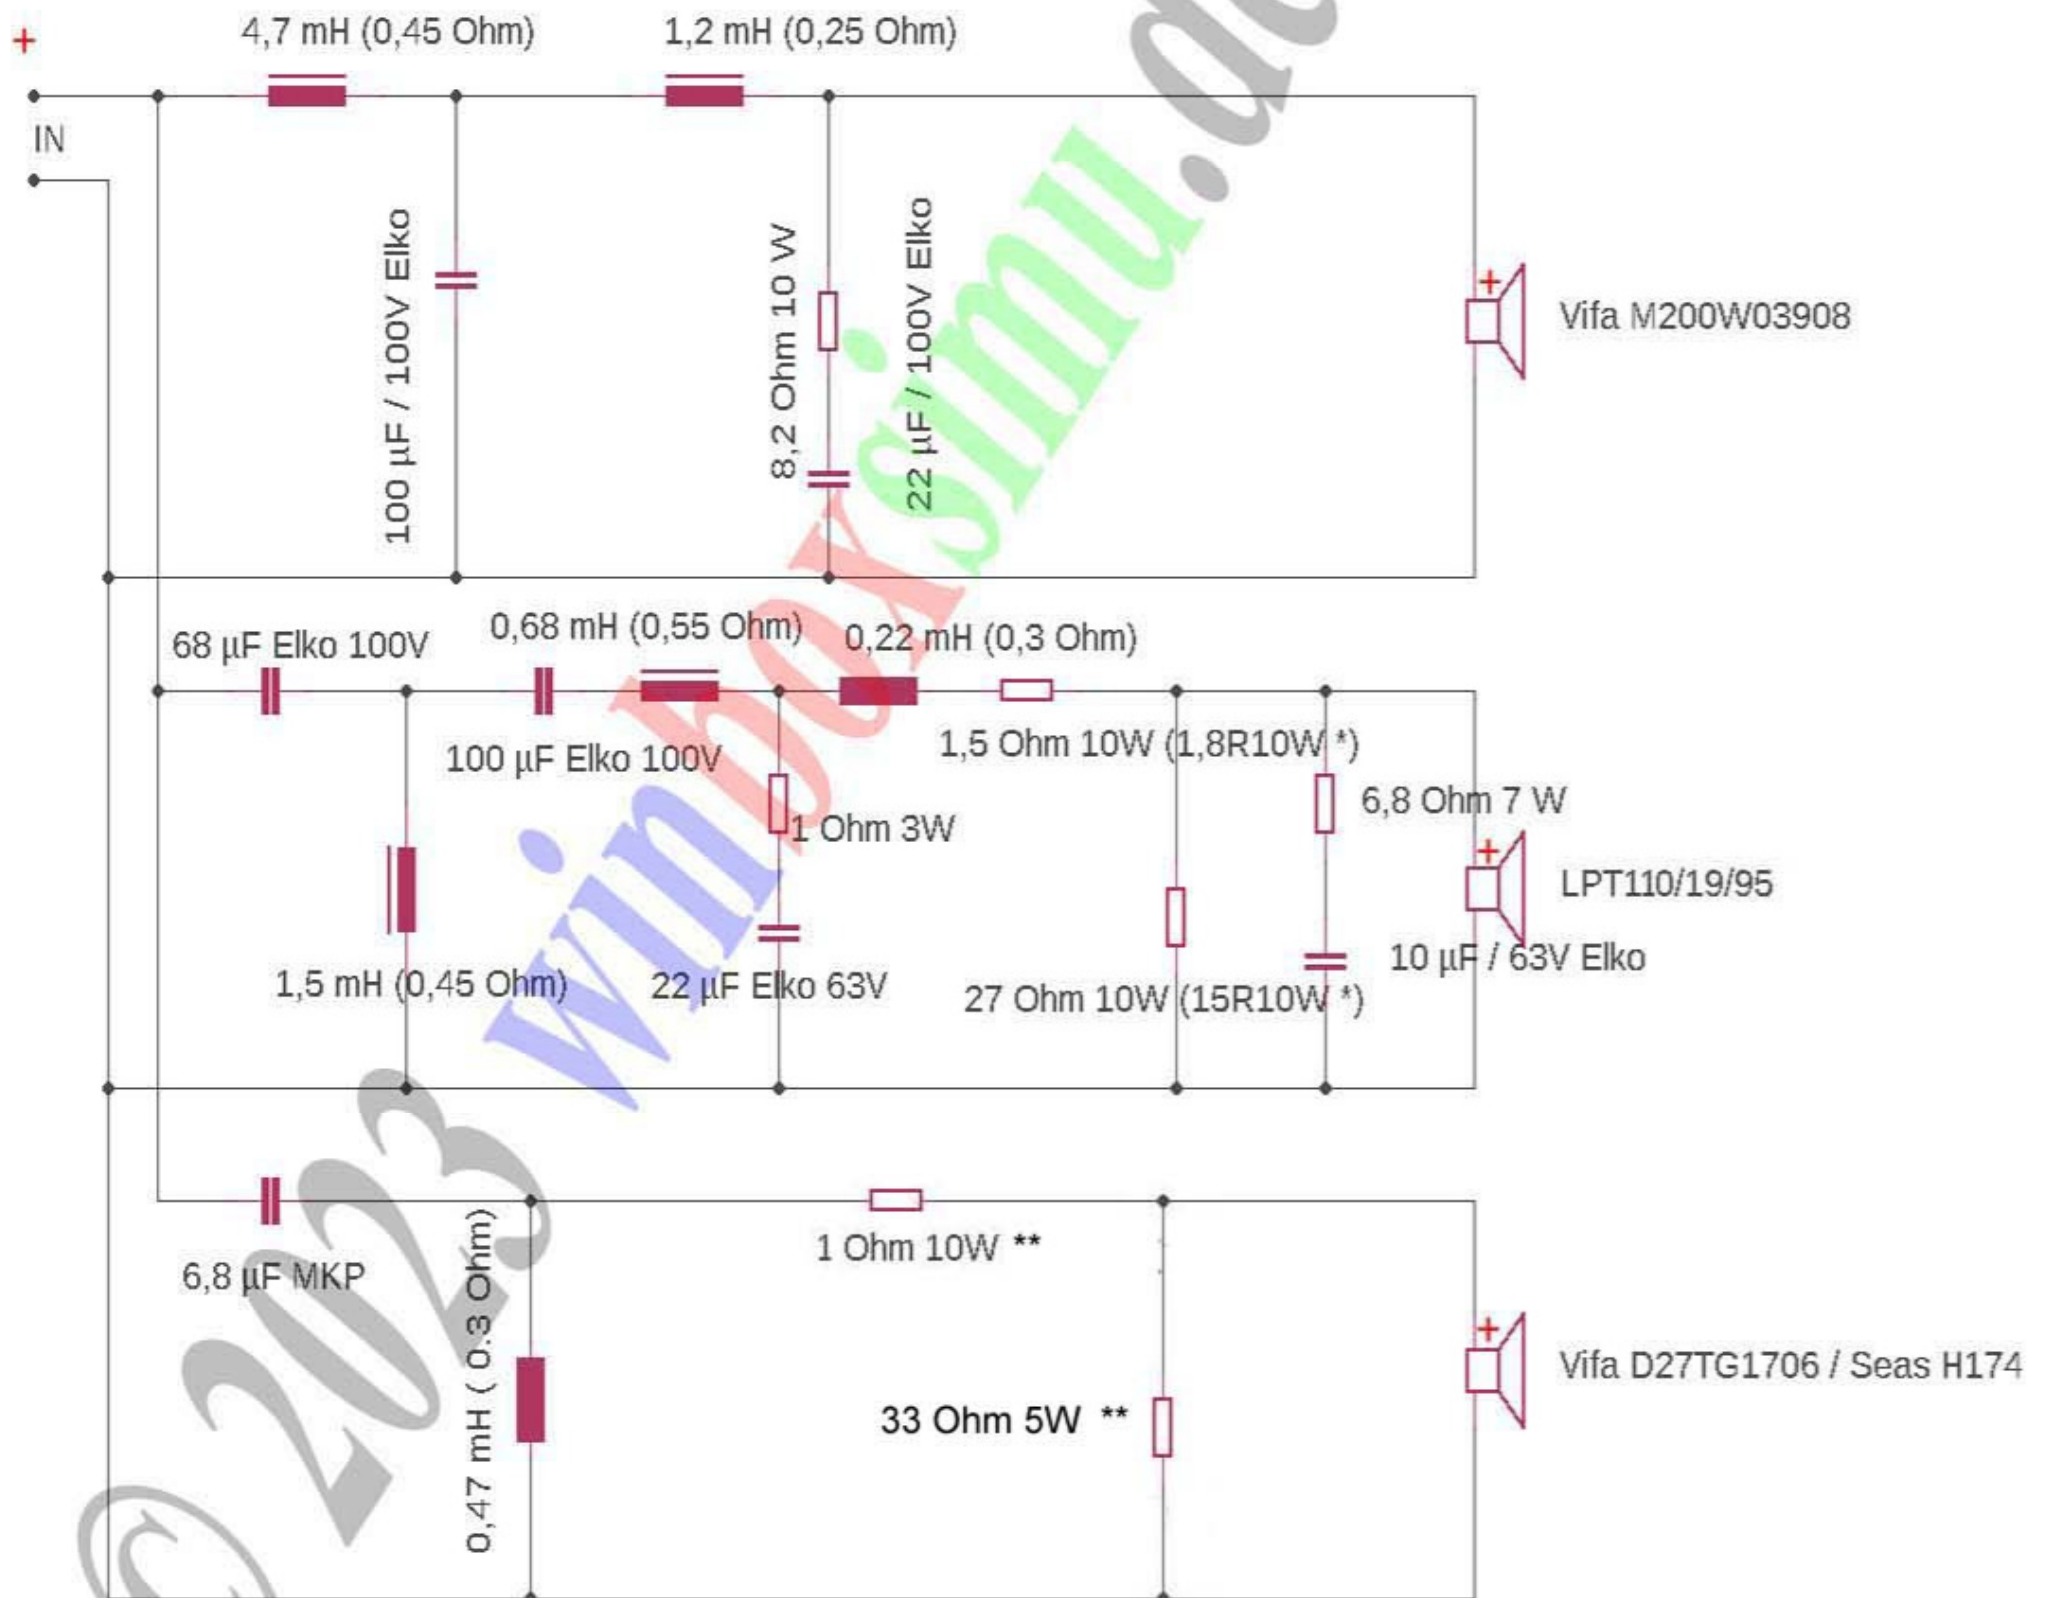 +
4,7 mH (0,45 Ohm)
1,2 mH (0,25 Ohm)
IN
100 µF / 100V Elko
8,2 Ohm 10 W
22 µF / 100V Elko
+
Vifa M200W03908
68 µF Elko 100V
0,68 mH (0,55 Ohm)
0,22 mH (0,3 Ohm)
100 µF Elko 100V
1,5 Ohm 10W (1,8R10W *)
1 Ohm 3W
6,8 Ohm 7 W
+
LPT110/19/95
1,5 mH (0,45 Ohm)
22 µF Elko 63V
27 Ohm 10W (15R10W *)
10 µF / 63V Elko
6,8 µF MKP
0,47 mH ( 0.3 Ohm)
1 Ohm 10W **
33 Ohm 5W **
+
Vifa D27TG1706 / Seas H174
© 2023 winboxsimu.de